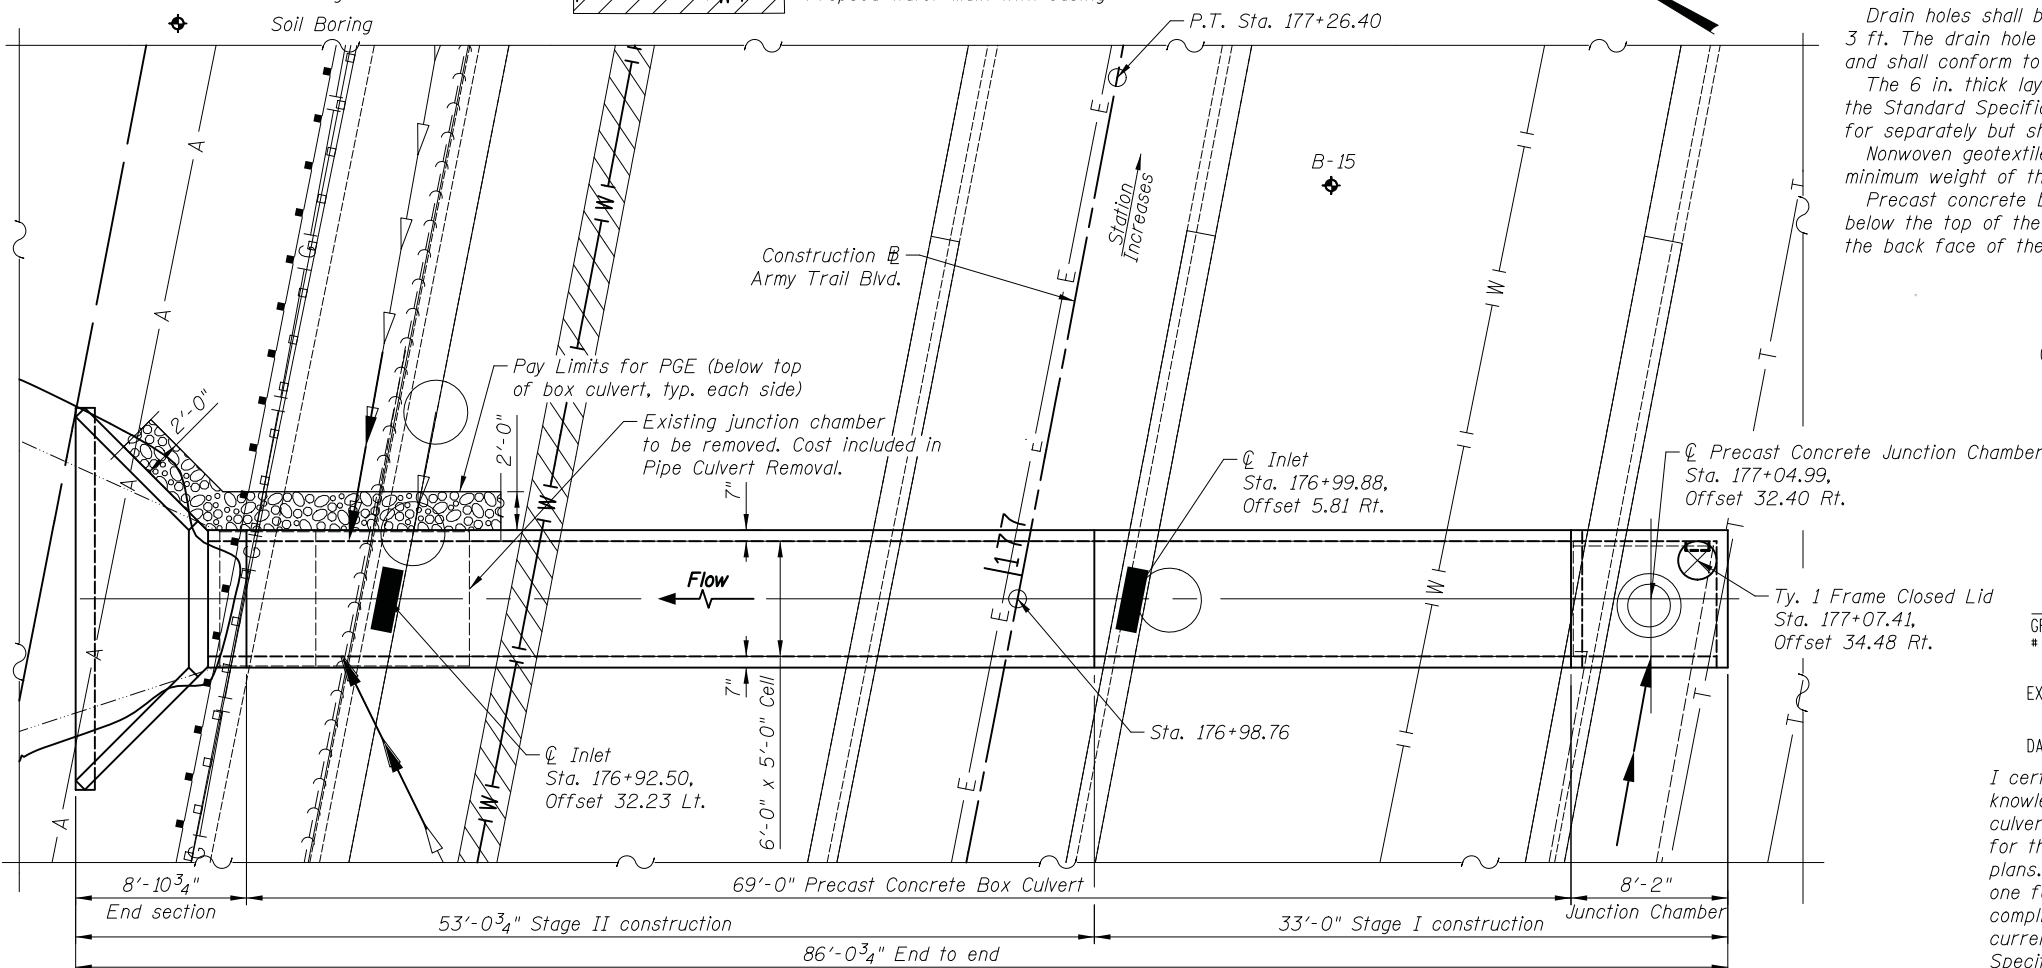 Soil Boring
P.T. Sta. 177+26.40
Drain holes shall b
3 ft. The drain hole
and shall conform to
The 6 in. thick lay
the Standard Specific
for separately but sh
Nonwoven geotextile
minimum weight of th
Precast concrete b
below the top of the
the back face of the
A
A
A
A
A
A
G
G
G
W
W
W
W
W
W
E
E
E
E
E
E
T
T
T
T
T
B-15
Station
Increases
Construction ⅊
Army Trail Blvd.
Pay Limits for PGE (below top
of box culvert, typ. each side)
Existing junction chamber
to be removed. Cost included in
Pipe Culvert Removal.
2'-0"
2'-0"
7"
℄ Inlet
Sta. 176+99.88,
Offset 5.81 Rt.
℄ Precast Concrete Junction Chamber
Sta. 177+04.99,
Offset 32.40 Rt.
177
Flow
Ty. 1 Frame Closed Lid
Sta. 177+07.41,
Offset 34.48 Rt.
7"
6'-0" x 5'-0" Cell
Sta. 176+98.76
℄ Inlet
Sta. 176+92.50,
Offset 32.23 Lt.
EX
DA
I cert
knowle
culver
for th
plans.
one fo
compli
curren
Specif
8'-10¾"
End section
69'-0" Precast Concrete Box Culvert
8'-2"
Junction Chamber
53'-0¾" Stage II construction
33'-0" Stage I construction
86'-0¾" End to end